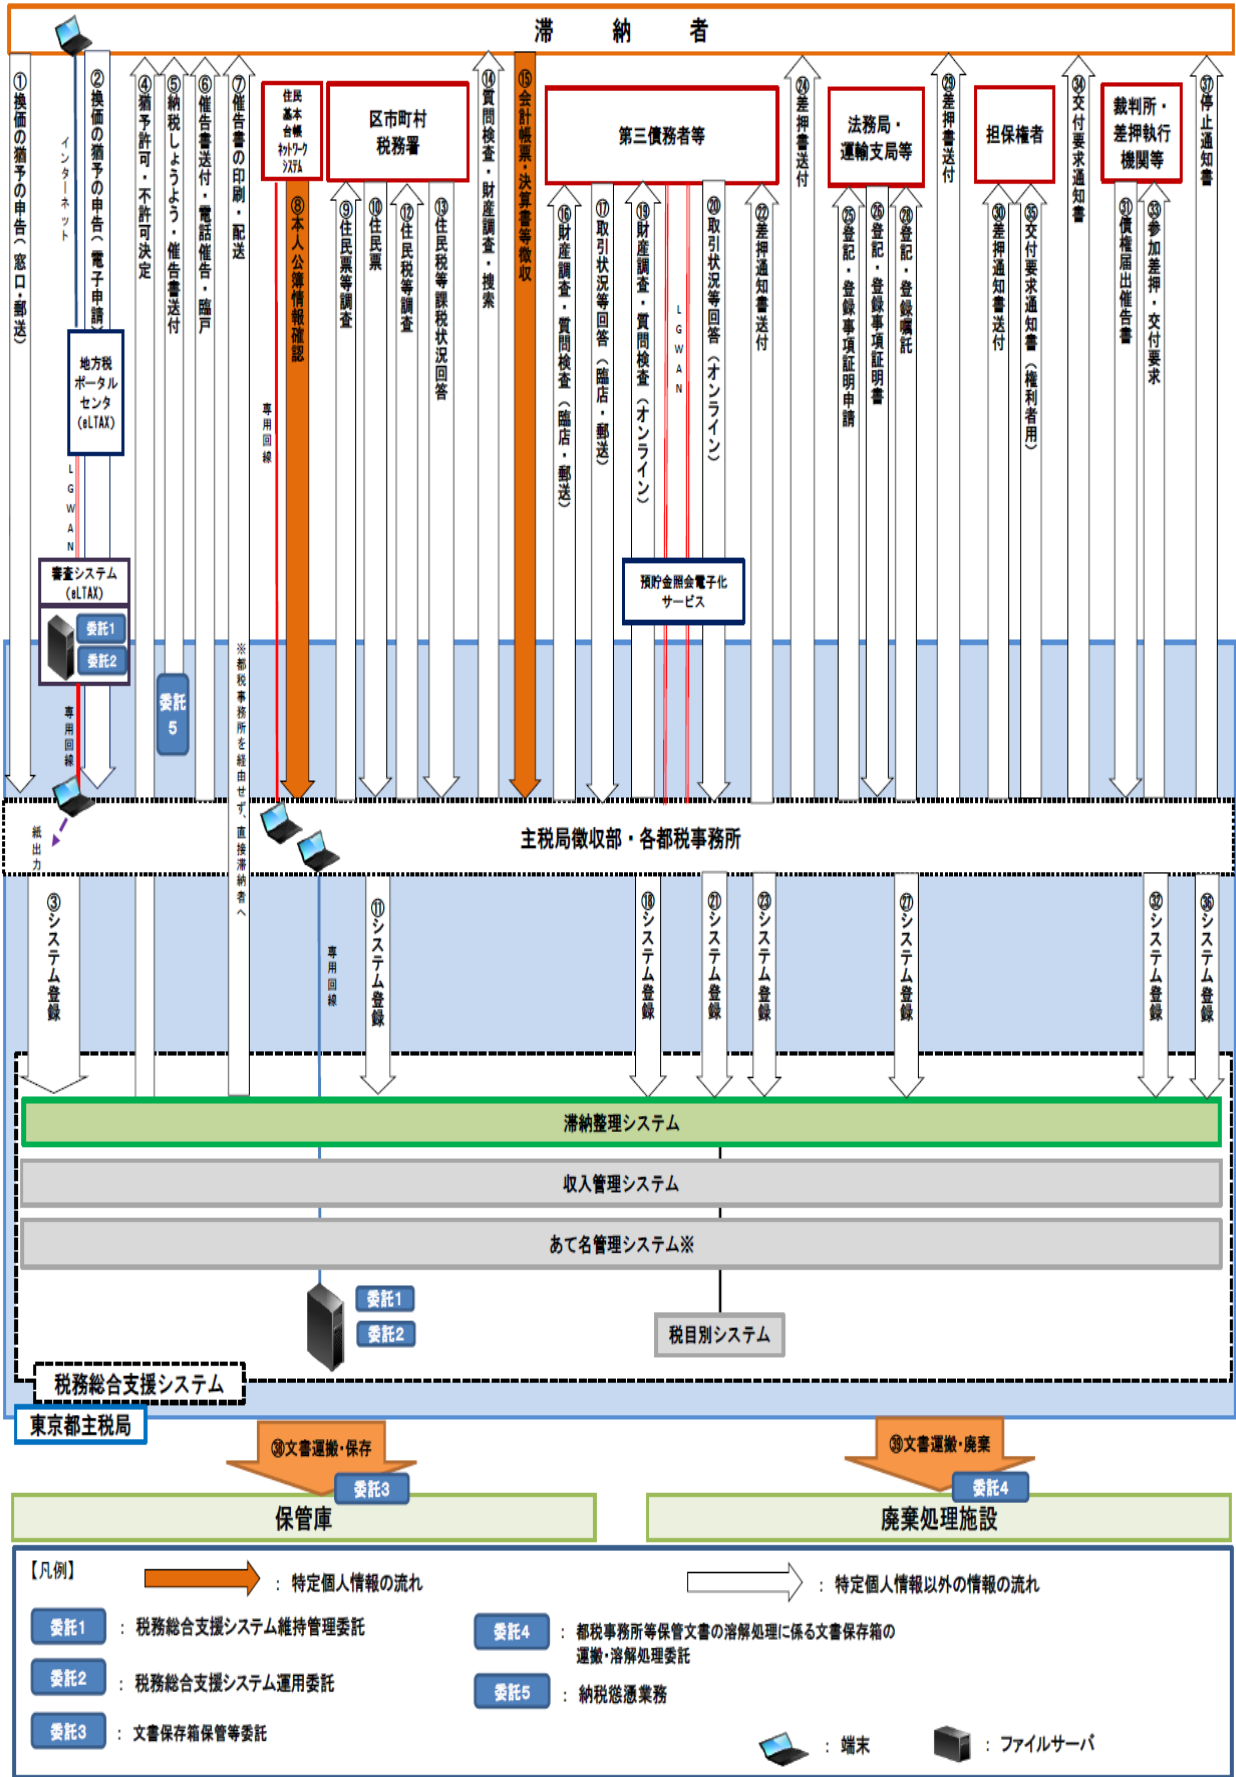 滞納者
①換価の猶予の申告(窓口・郵送)
インターネット
②換価の猶予の申告(電子申請)
④猶予許可・不許可決定
⑤納税しょうよう・催告書送付
⑥催告書送付・電話催告・臨戸
⑦催告書の印刷・配送
住民
基本
台帳
ネットワーク
システム
⑧本人公簿情報確認
専用回線
区市町村
税務署
⑨住民票等調査
⑩住民票
⑫住民税等調査
⑬住民税等課税状況回答
⑭質問検査・財産調査・捜索
⑮会計帳票・決算書等徴収
第三債務者等
⑯財産調査・質問検査(臨店・郵送)
⑰取引状況等回答(臨店・郵送)
⑲財産調査・質問検査(オンライン)
LGWAN
⑳取引状況等回答(オンライン)
㉒差押通知書送付
㉔差押書送付
法務局・
運輸支局等
㉕登記・登録事項証明申請
㉖登記・登録事項証明書
㉘登記・登録嘱託
㉙差押書送付
担保権者
㉚差押通知書送付
㉟交付要求通知書(権利者用)
㉞交付要求通知書
裁判所・
差押執行
機関等
㉛債権届出催告書
㉝参加差押・交付要求
㊲停止通知書
地方税
ポータル
センタ
(eLTAX)
LGWAN
審査システム
(eLTAX)
委託1
委託2
専用回線
委託
5
※都税事務所を経由せず、直接滞納者へ
預貯金照会電子化
サービス
紙出力
主税局徴収部・各都税事務所
③システム登録
専用回線
⑪システム登録
⑱システム登録
㉑システム登録
㉓システム登録
㉗システム登録
㉜システム登録
㊱システム登録
滞納整理システム
収入管理システム
あて名管理システム※
委託1
委託2
税目別システム
税務総合支援システム
東京都主税局
㊳文書運搬・保存
委託3
㊴文書運搬・廃棄
委託4
保管庫
廃棄処理施設
【凡例】
：特定個人情報の流れ
：特定個人情報以外の情報の流れ
委託1：税務総合支援システム維持管理委託
委託2：税務総合支援システム運用委託
委託3：文書保存箱保管等委託
委託4：都税事務所等保管文書の溶解処理に係る文書保存箱の
運搬・溶解処理委託
委託5：納税慫慂業務
：端末
：ファイルサーバ